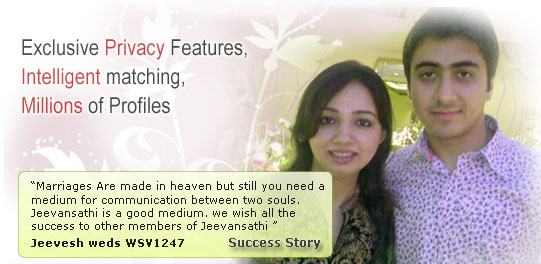 Exclusive Privacy Features,
Intelligent matching,
Millions of Profiles
“Marriages Are made in heaven but still you need a
medium for communication between two souls.
Jeevansathi is a good medium. we wish all the
success to other members of Jeevansathi ”
Jeevesh weds WSV1247 Success Story